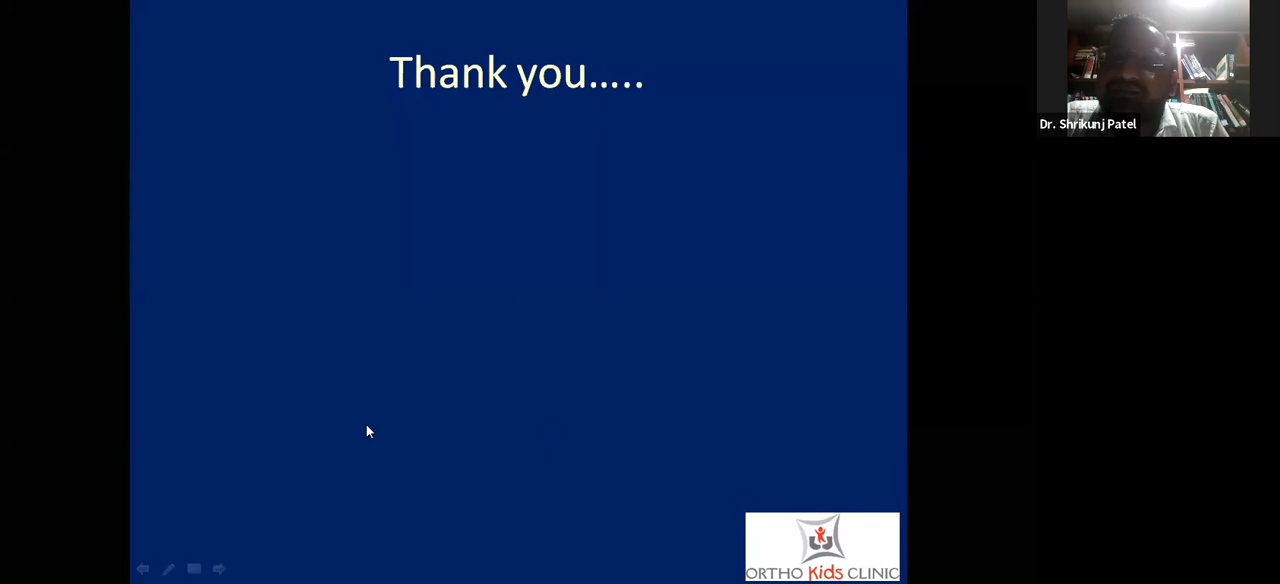 Thank you.....
Dr. Shrikunj Patel
ORTHO Kids CLINIC